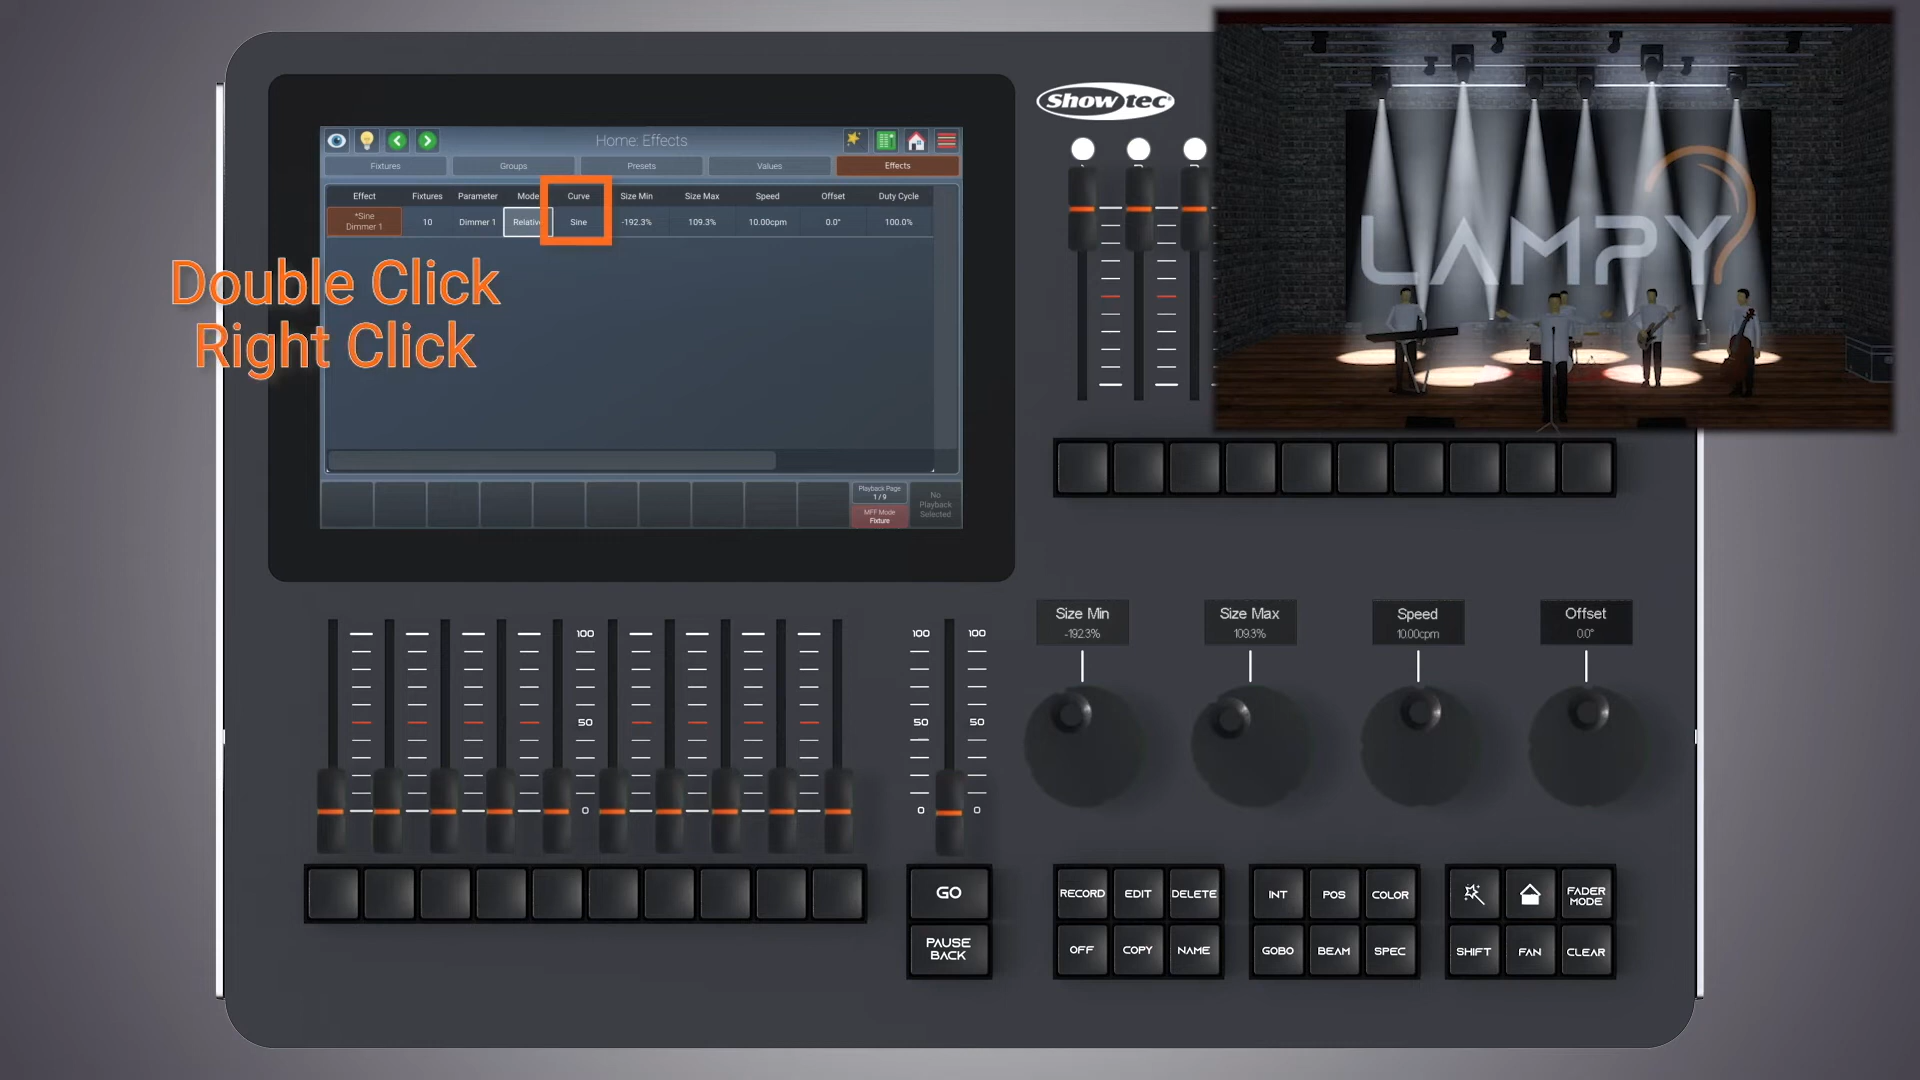 Showtec
LAMPY
Home: Effects
Fixtures Groups Presets Values Effects
Effect Fixtures Parameter Mode Curve Size Min Size Max Speed Offset Duty Cycle
*Sine
Dimmer 1 10 Dimmer 1 Relative Sine -192.3% 109.3% 10.00cpm 0.0° 100.0%
Double Click
Right Click
Playback Page
1 / 9
MFF Mode
Fixture
No
Playback
Selected
Size Min
-192.3%
Size Max
109.3%
Speed
10.00cpm
Offset
0.0°
100 100 100
50 50 50
0 0 0
GO
PAUSE
BACK
RECORD EDIT DELETE
OFF COPY NAME
INT POS COLOR
GOBO BEAM SPEC
FADER
MODE
SHIFT FAN CLEAR